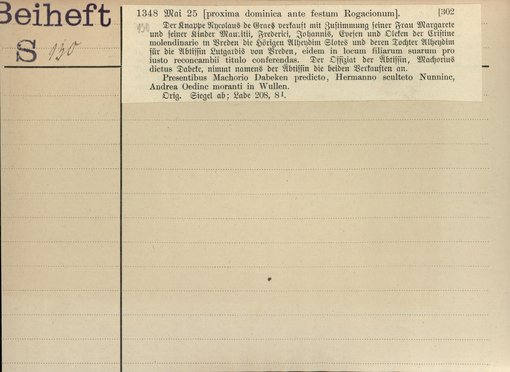 Beiheft
S 130
1348 Mai 25 [proxima dominica ante festum Rogacionum]. [302
130
Der Knappe Nycolaus de Graes verkauft mit Zustimmung seiner Frau Margarete
und seiner Kinder Mauritii, Frederici, Johannis, Evesen und Oleken der Cristine
molendinarie in Vreden die Hörigen Alheydim Slotes und deren Tochter Alheydim
für die Äbtissin Lutgardis von Vreden, eidem in locum filiarum suarum pro
iusto reconcambii titulo conferendas. Der Offiziat der Äbtissin, Machorius
dictus Dabeke, nimmt namens der Äbtissin die beiden Verkauften an.
Presentibus Machorio Dabeken predicto, Hermanno sculteto Nunninc,
Andrea Oedinc moranti in Wullen.
Orig. Siegel ab; Lade 208, 8